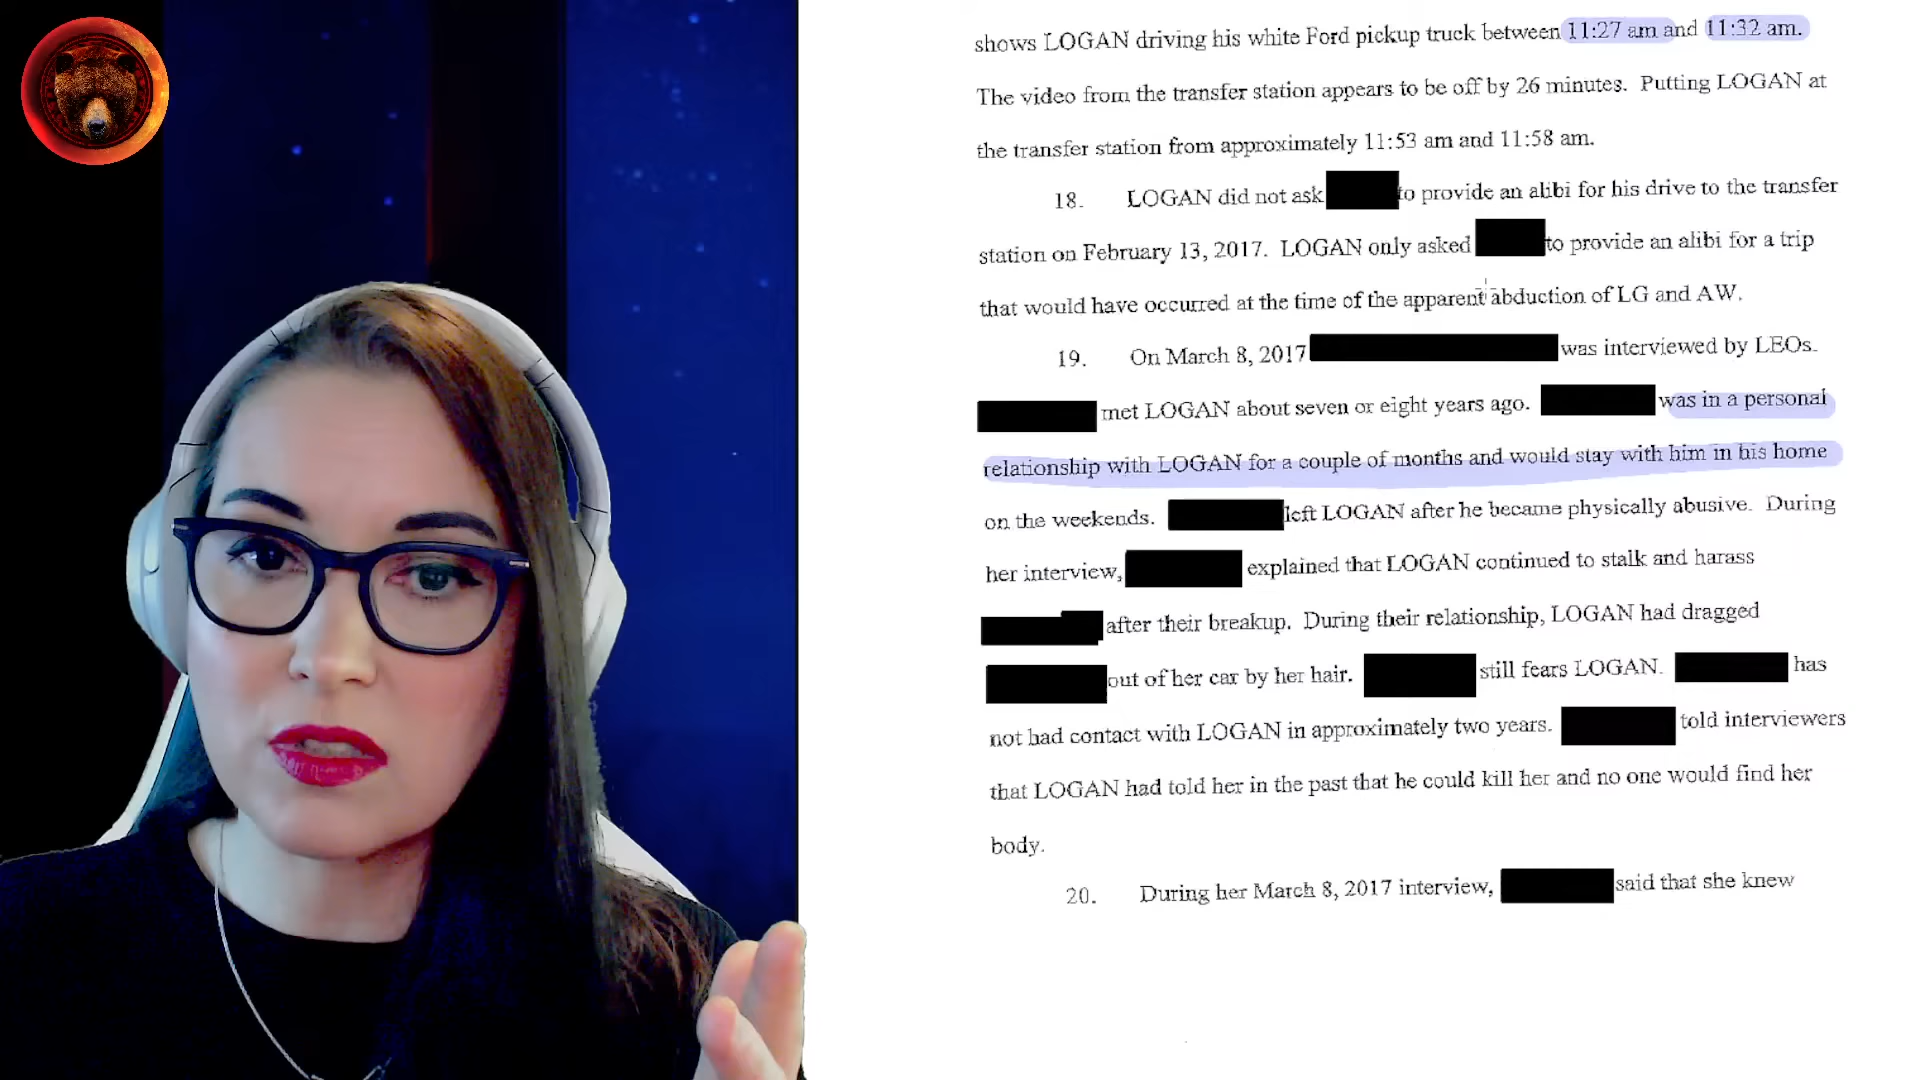 shows LOGAN driving his white Ford pickup truck between 11:27 am and 11:32 am.
The video from the transfer station appears to be off by 26 minutes. Putting LOGAN at
the transfer station from approximately 11:53 am and 11:58 am.
18. LOGAN did not ask to provide an alibi for his drive to the transfer
station on February 13, 2017. LOGAN only asked to provide an alibi for a trip
that would have occurred at the time of the apparent abduction of LG and AW.
19. On March 8, 2017 was interviewed by LEOs.
met LOGAN about seven or eight years ago. was in a personal
relationship with LOGAN for a couple of months and would stay with him in his home
on the weekends. left LOGAN after he became physically abusive. During
her interview, explained that LOGAN continued to stalk and harass
after their breakup. During their relationship, LOGAN had dragged
out of her car by her hair. still fears LOGAN. has
not had contact with LOGAN in approximately two years. told interviewers
that LOGAN had told her in the past that he could kill her and no one would find her
body.
20. During her March 8, 2017 interview, said that she knew